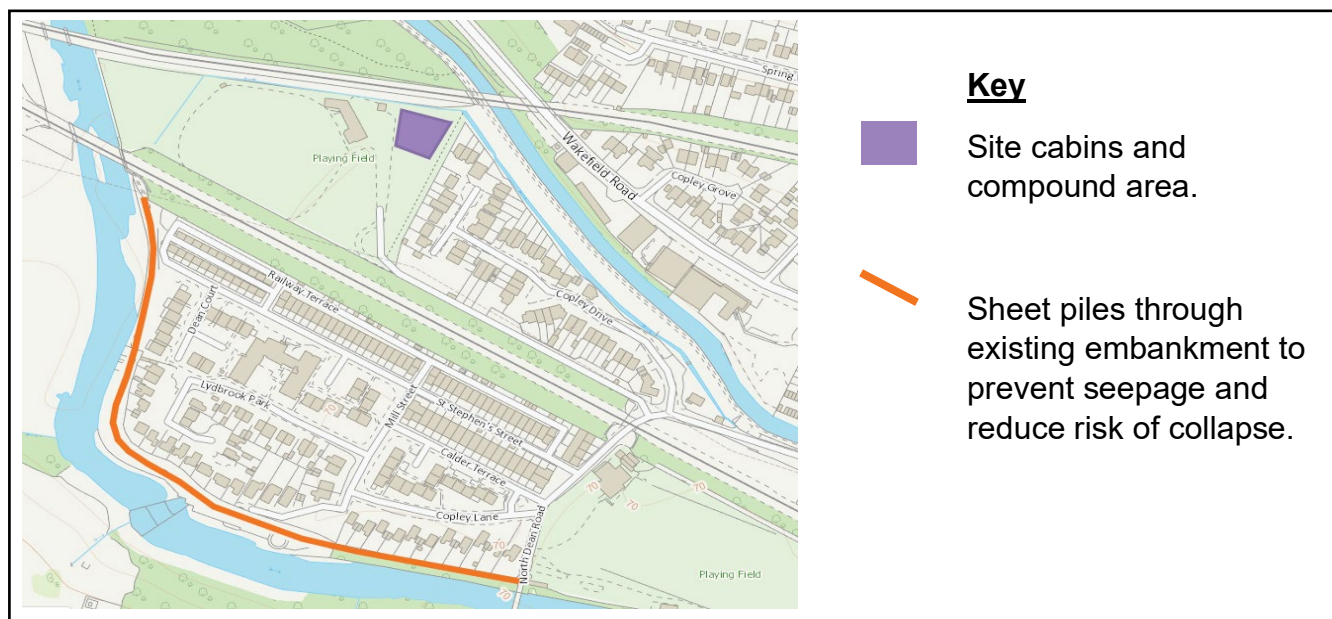 Spring
Wakefield Road
Copley Grove
Playing Field
Copley Drive
Railway Terrace
Dean Court
Lydbrook Park
70
Mill Street
St Stephen's Street
Calder Terrace
70
70
Copley Lane
70
North Dean Road
Playing Field
70
Key
Site cabins and
compound area.
Sheet piles through
existing embankment to
prevent seepage and
reduce risk of collapse.